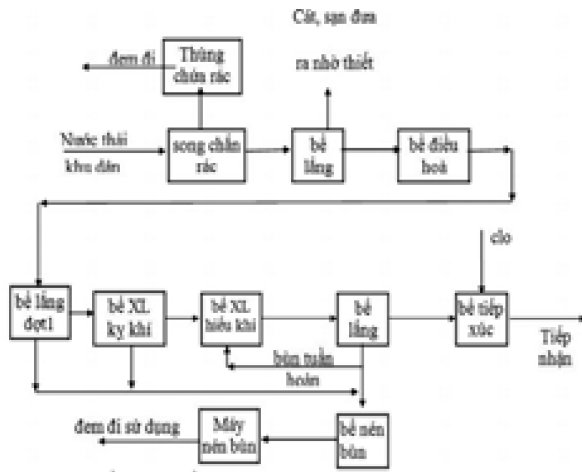 Cát, sạn đưa
ra nhờ thiết
đem đi
Thùng
chứa rác
Nước thải
khu dân
song chắn
rác
bể
lắng
bể điều
hoà
clo
bể lắng
đợt1
bể XL
kỵ khí
bể XL
hiếu khí
bể
lắng
bể tiếp
xúc
Tiếp
nhận
bùn tuần
hoàn
đem đi sử dụng
Máy
nén bùn
bể nén
bùn